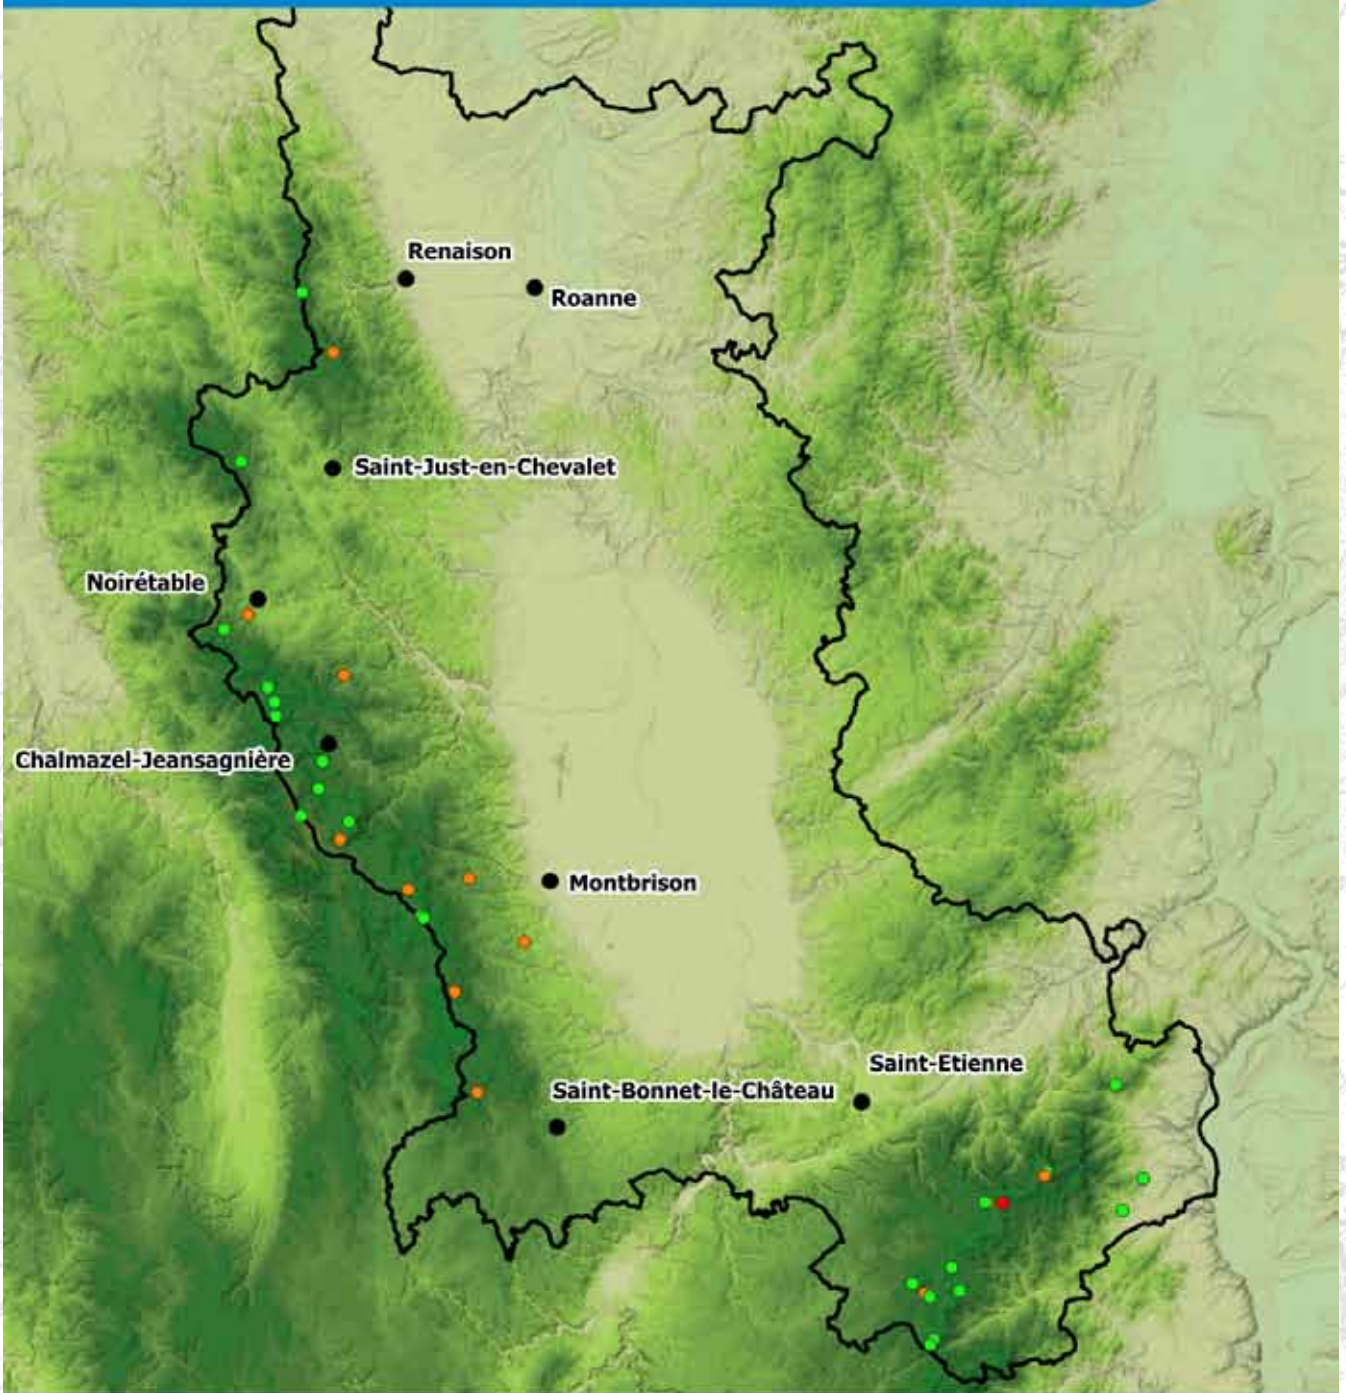 Renaison
Roanne
Saint-Just-en-Chevalet
Noirétable
Chalmazel-Jeansagnière
Montbrison
Saint-Etienne
Saint-Bonnet-le-Château